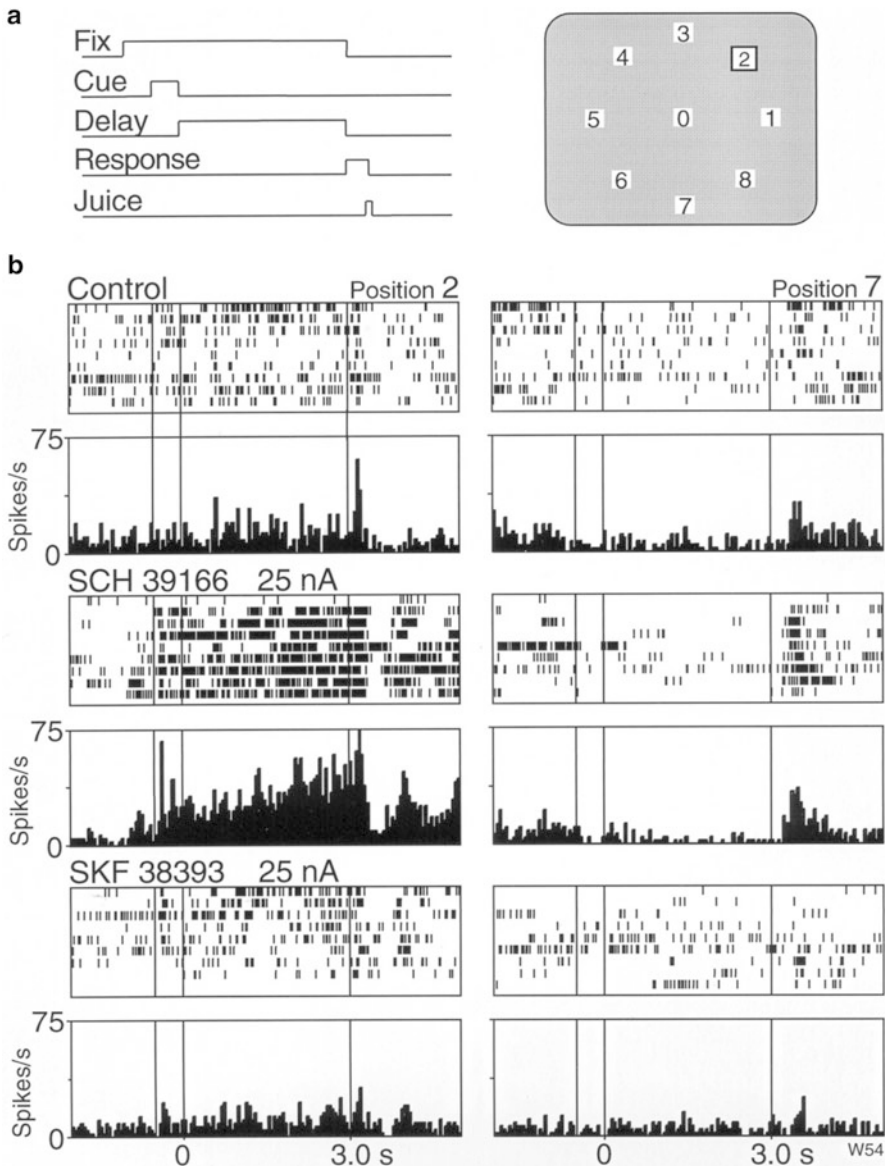 a
Fix
Cue
Delay
Response
Juice
3
4 2
5 0 1
6 8
7
b
Control Position 2 Position 7
75
Spikes/s
0
SCH 39166 25 nA
75
Spikes/s
0
SKF 38393 25 nA
75
Spikes/s
0
0 3.0 s 0 3.0 s W54